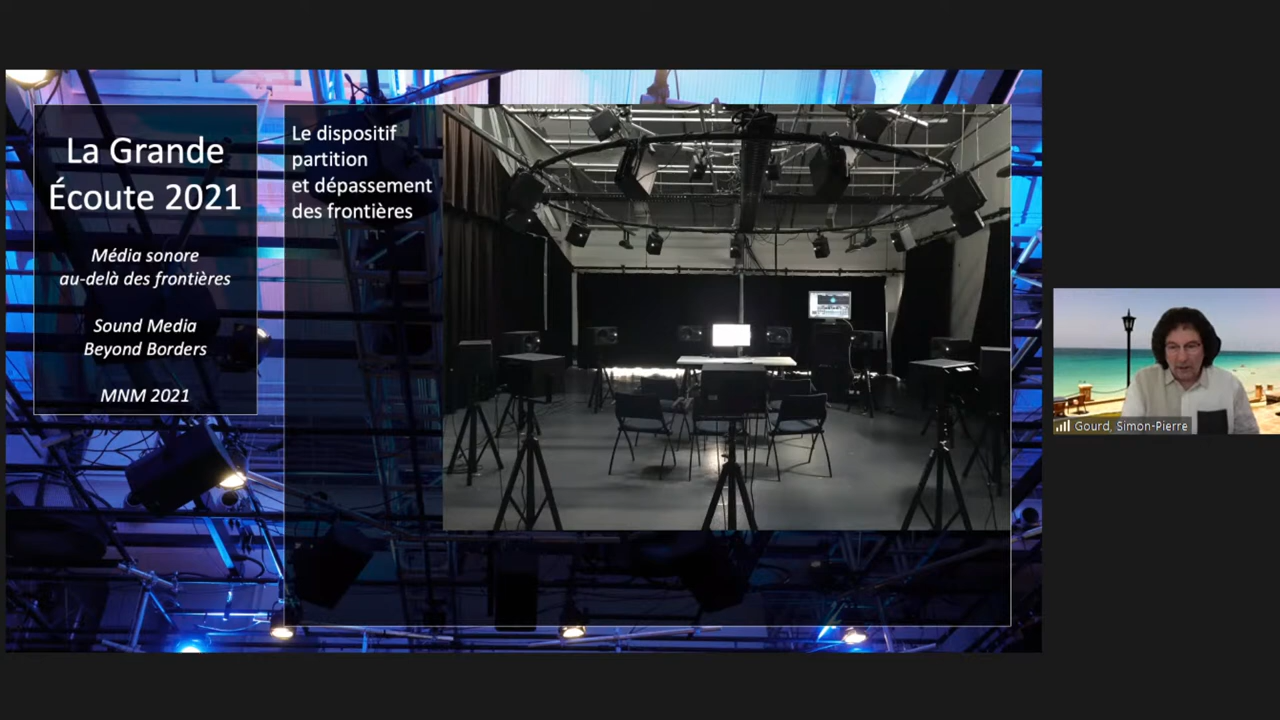 La Grande
Écoute 2021
Média sonore
au-delà des frontières
Sound Media
Beyond Borders
MNM 2021
Le dispositif
partition
et dépassement
des frontières
Gourd, Simon-Pierre